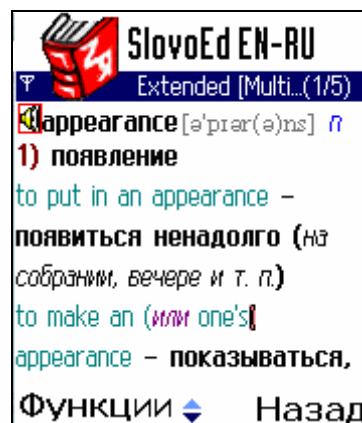 SlovoEd EN-RU
Extended [Multi...(1/5)
appearance [ə'pɪər(ə)ns] n
1) появление
to put in an appearance –
появиться ненадолго (на
собрании, вечере и т. п.)
to make an (или one's)
appearance – показываться,
Функции Назад